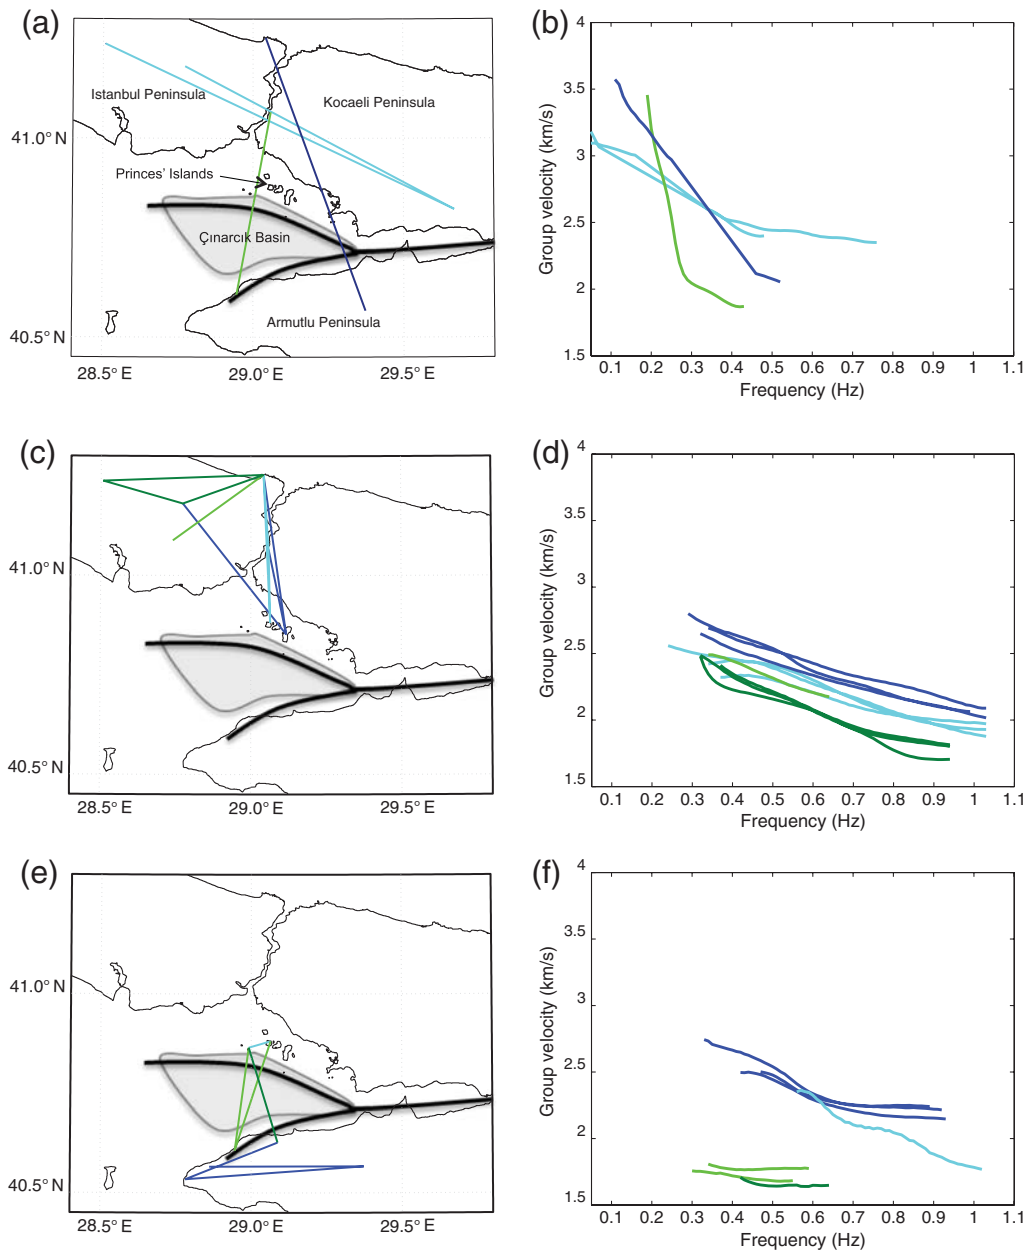 (a)
Istanbul Peninsula
Kocaeli Peninsula
41.0° N
Princes' Islands
Çınarcık Basin
Armutlu Peninsula
40.5° N
28.5° E 29.0° E 29.5° E
(b)
4
3.5
3
2.5
2
1.5
Group velocity (km/s)
0.1 0.2 0.3 0.4 0.5 0.6 0.7 0.8 0.9 1 1.1
Frequency (Hz)
(c)
41.0° N
40.5° N
28.5° E 29.0° E 29.5° E
(d)
4
3.5
3
2.5
2
1.5
Group velocity (km/s)
0.1 0.2 0.3 0.4 0.5 0.6 0.7 0.8 0.9 1 1.1
Frequency (Hz)
(e)
41.0° N
40.5° N
28.5° E 29.0° E 29.5° E
(f)
4
3.5
3
2.5
2
1.5
Group velocity (km/s)
0.1 0.2 0.3 0.4 0.5 0.6 0.7 0.8 0.9 1 1.1
Frequency (Hz)